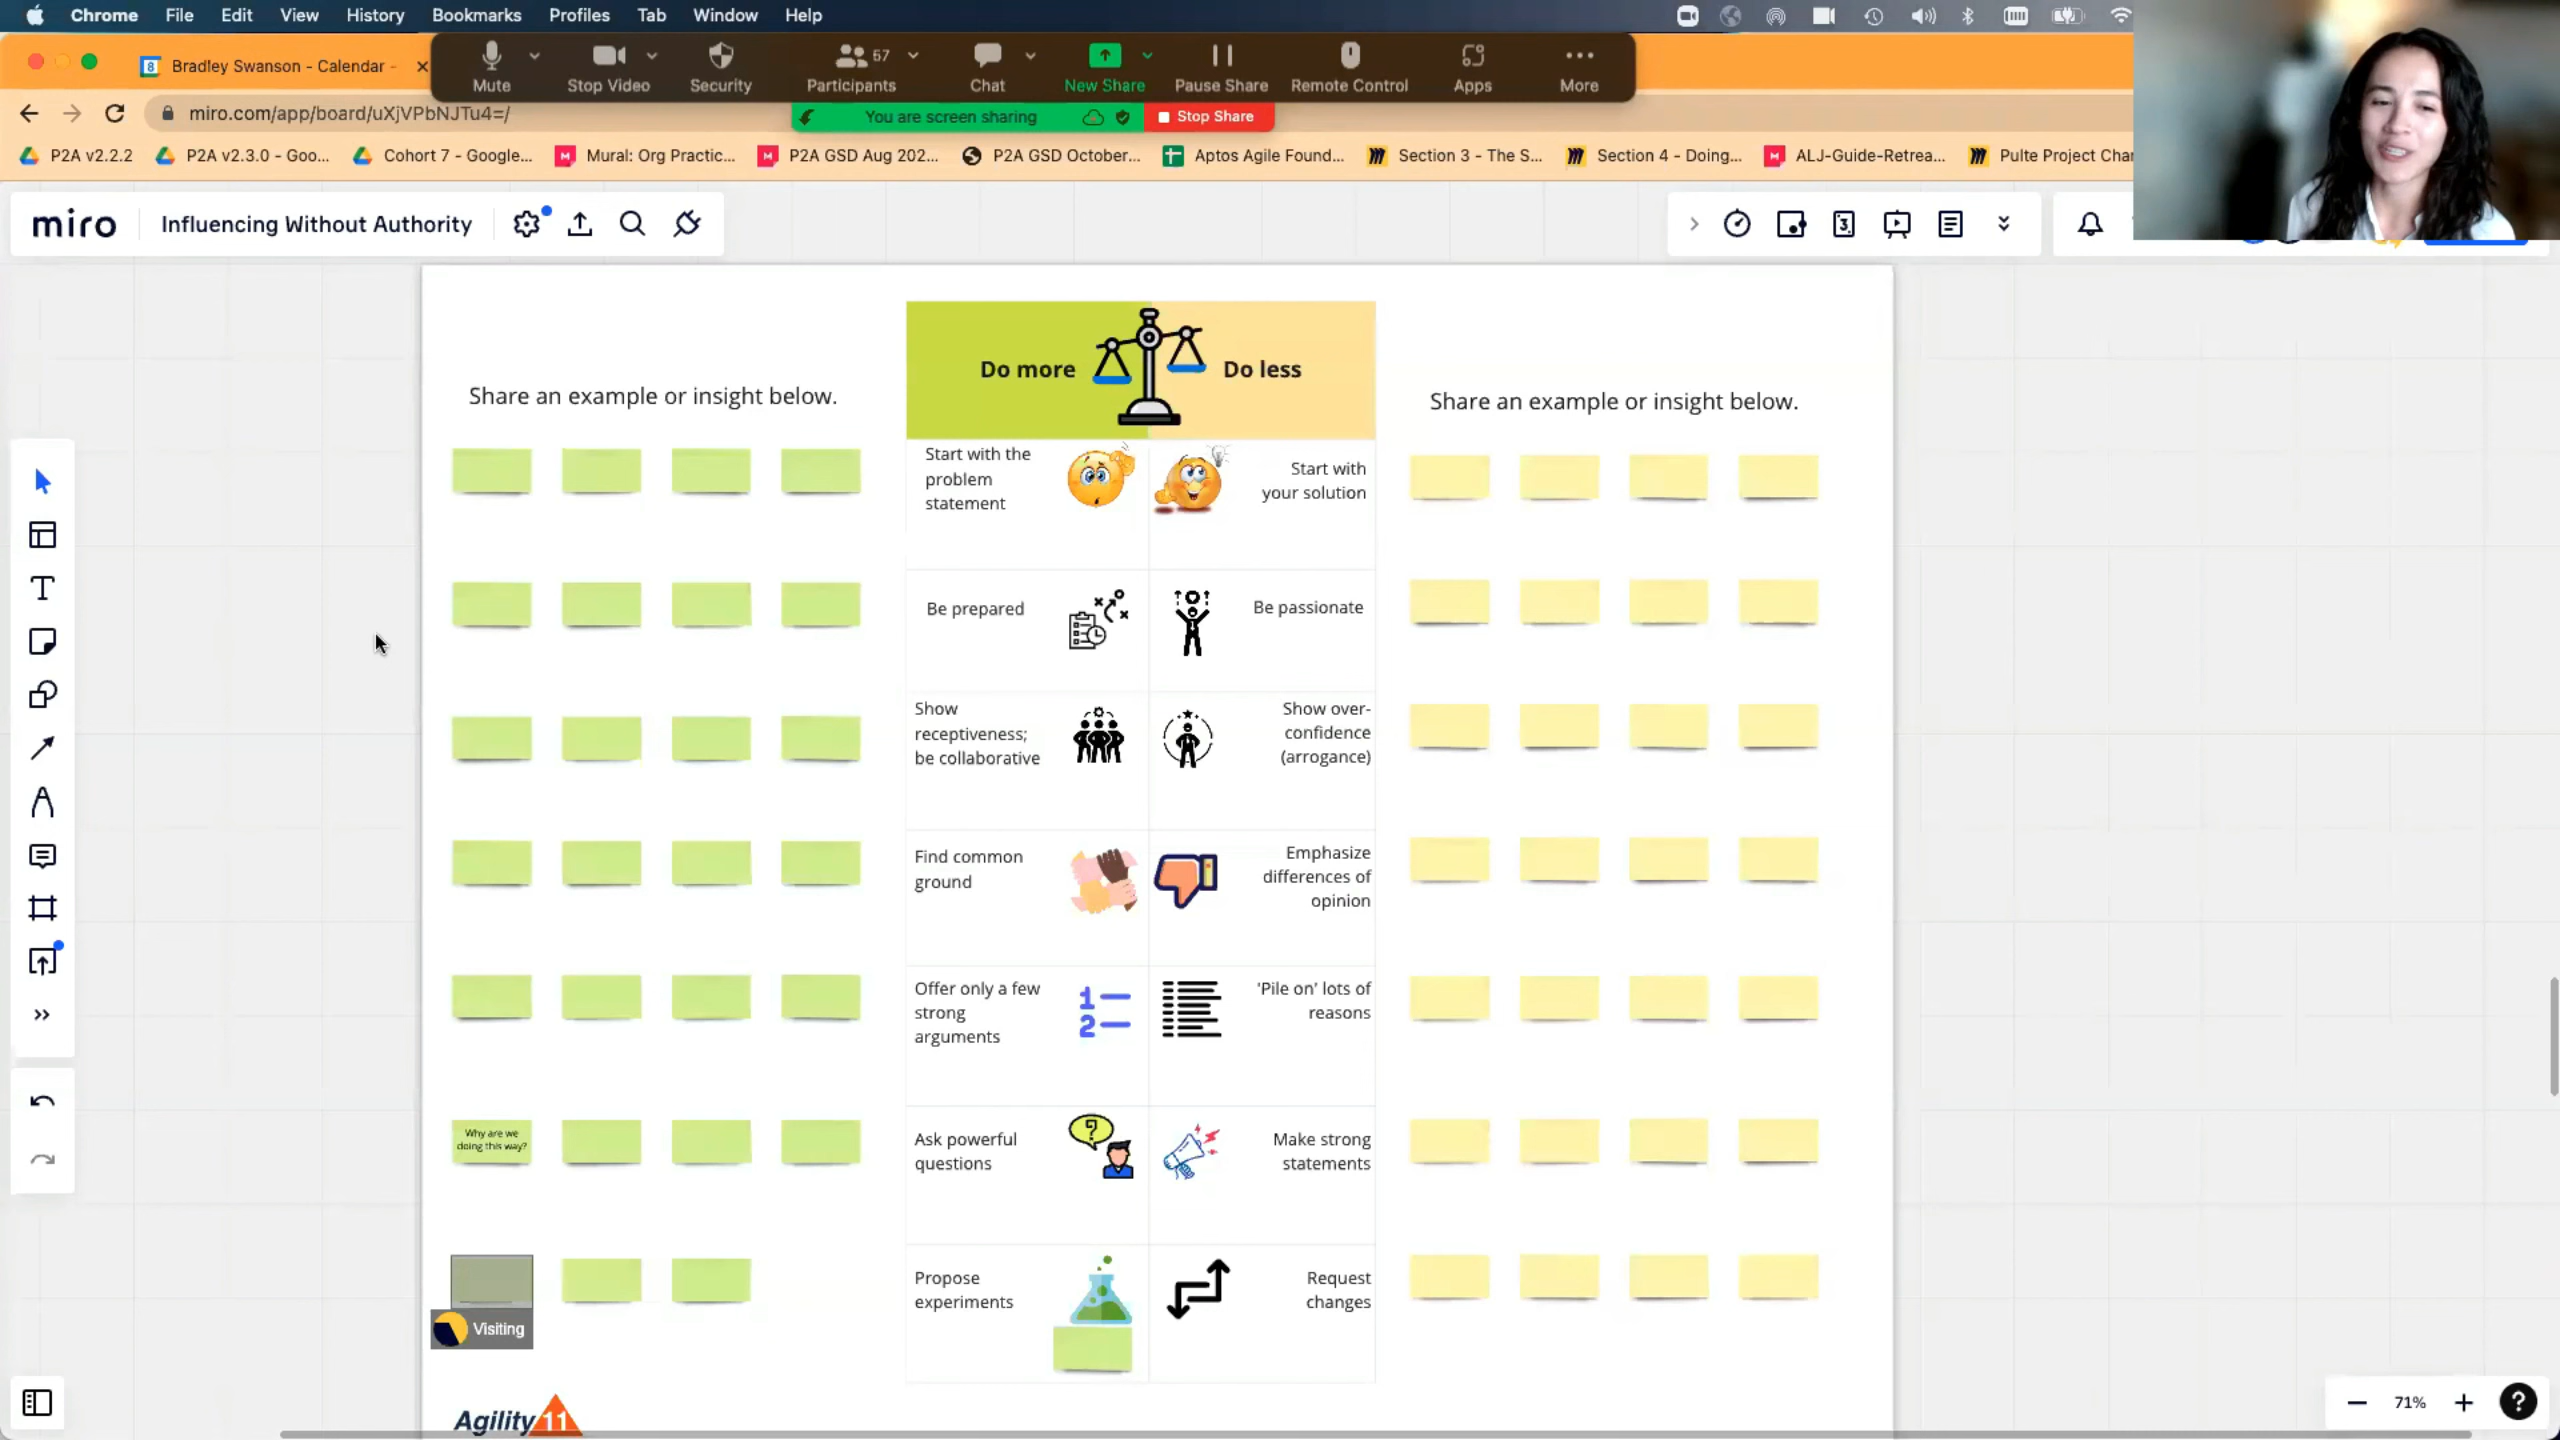 Chrome File Edit View History Bookmarks Profiles Tab Window Help
8 Bradley Swanson - Calendar -
Mute Stop Video Security Participants 57 Chat New Share Pause Share Remote Control Apps More
miro.com/app/board/uXjVPbNJTu4=/
You are screen sharing Stop Share
P2A v2.2.2 P2A v2.3.0 - Goo... Cohort 7 - Google... Mural: Org Practic... P2A GSD Aug 202... P2A GSD October... Aptos Agile Found... Section 3 - The S... Section 4 - Doing... ALJ-Guide-Retrea... Pulte Project Char
miro Influencing Without Authority
3
Do more Do less
Share an example or insight below.
Share an example or insight below.
Start with the
problem
statement
Start with
your solution
Be prepared
Be passionate
Show
receptiveness;
be collaborative
Show over-
confidence
(arrogance)
Find common
ground
Emphasize
differences of
opinion
Offer only a few
strong
arguments
1
2
'Pile on' lots of
reasons
Why are we
doing this way?
Ask powerful
questions
?
Make strong
statements
Propose
experiments
Request
changes
Visiting
Agility 11
71%
?